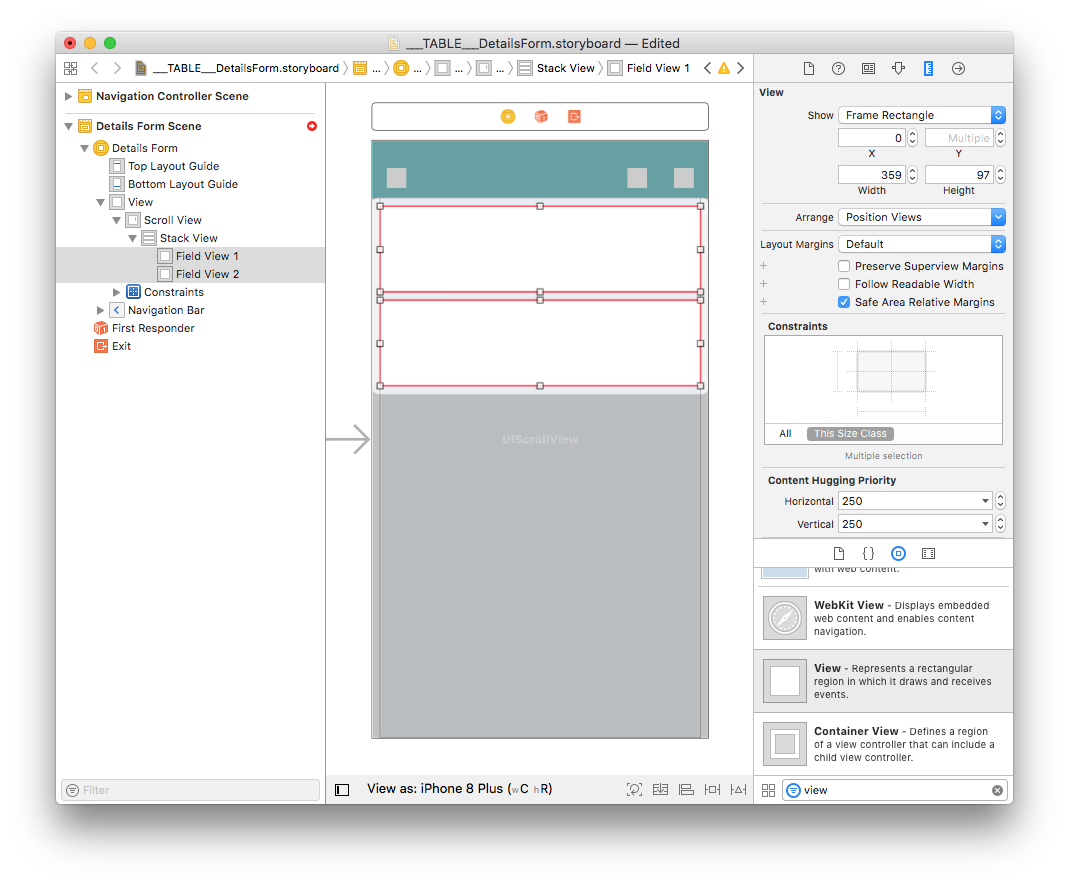 ___TABLE___DetailsForm.storyboard — Edited
___TABLE___DetailsForm.storyboard
...
...
...
...
Stack View
Field View 1
Navigation Controller Scene
Details Form Scene
Details Form
Top Layout Guide
Bottom Layout Guide
View
Scroll View
Stack View
Field View 1
Field View 2
Constraints
Navigation Bar
First Responder
Exit
Filter
UIScrollView
View as: iPhone 8 Plus (wC hR)
View
Show Frame Rectangle
0 Multiple
X Y
359 97
Width Height
Arrange Position Views
Layout Margins Default
Preserve Superview Margins
Follow Readable Width
Safe Area Relative Margins
Constraints
All This Size Class
Multiple selection
Content Hugging Priority
Horizontal 250
Vertical 250
with web content.
WebKit View - Displays embedded
web content and enables content
navigation.
View - Represents a rectangular
region in which it draws and receives
events.
Container View - Defines a region
of a view controller that can include a
child view controller.
view